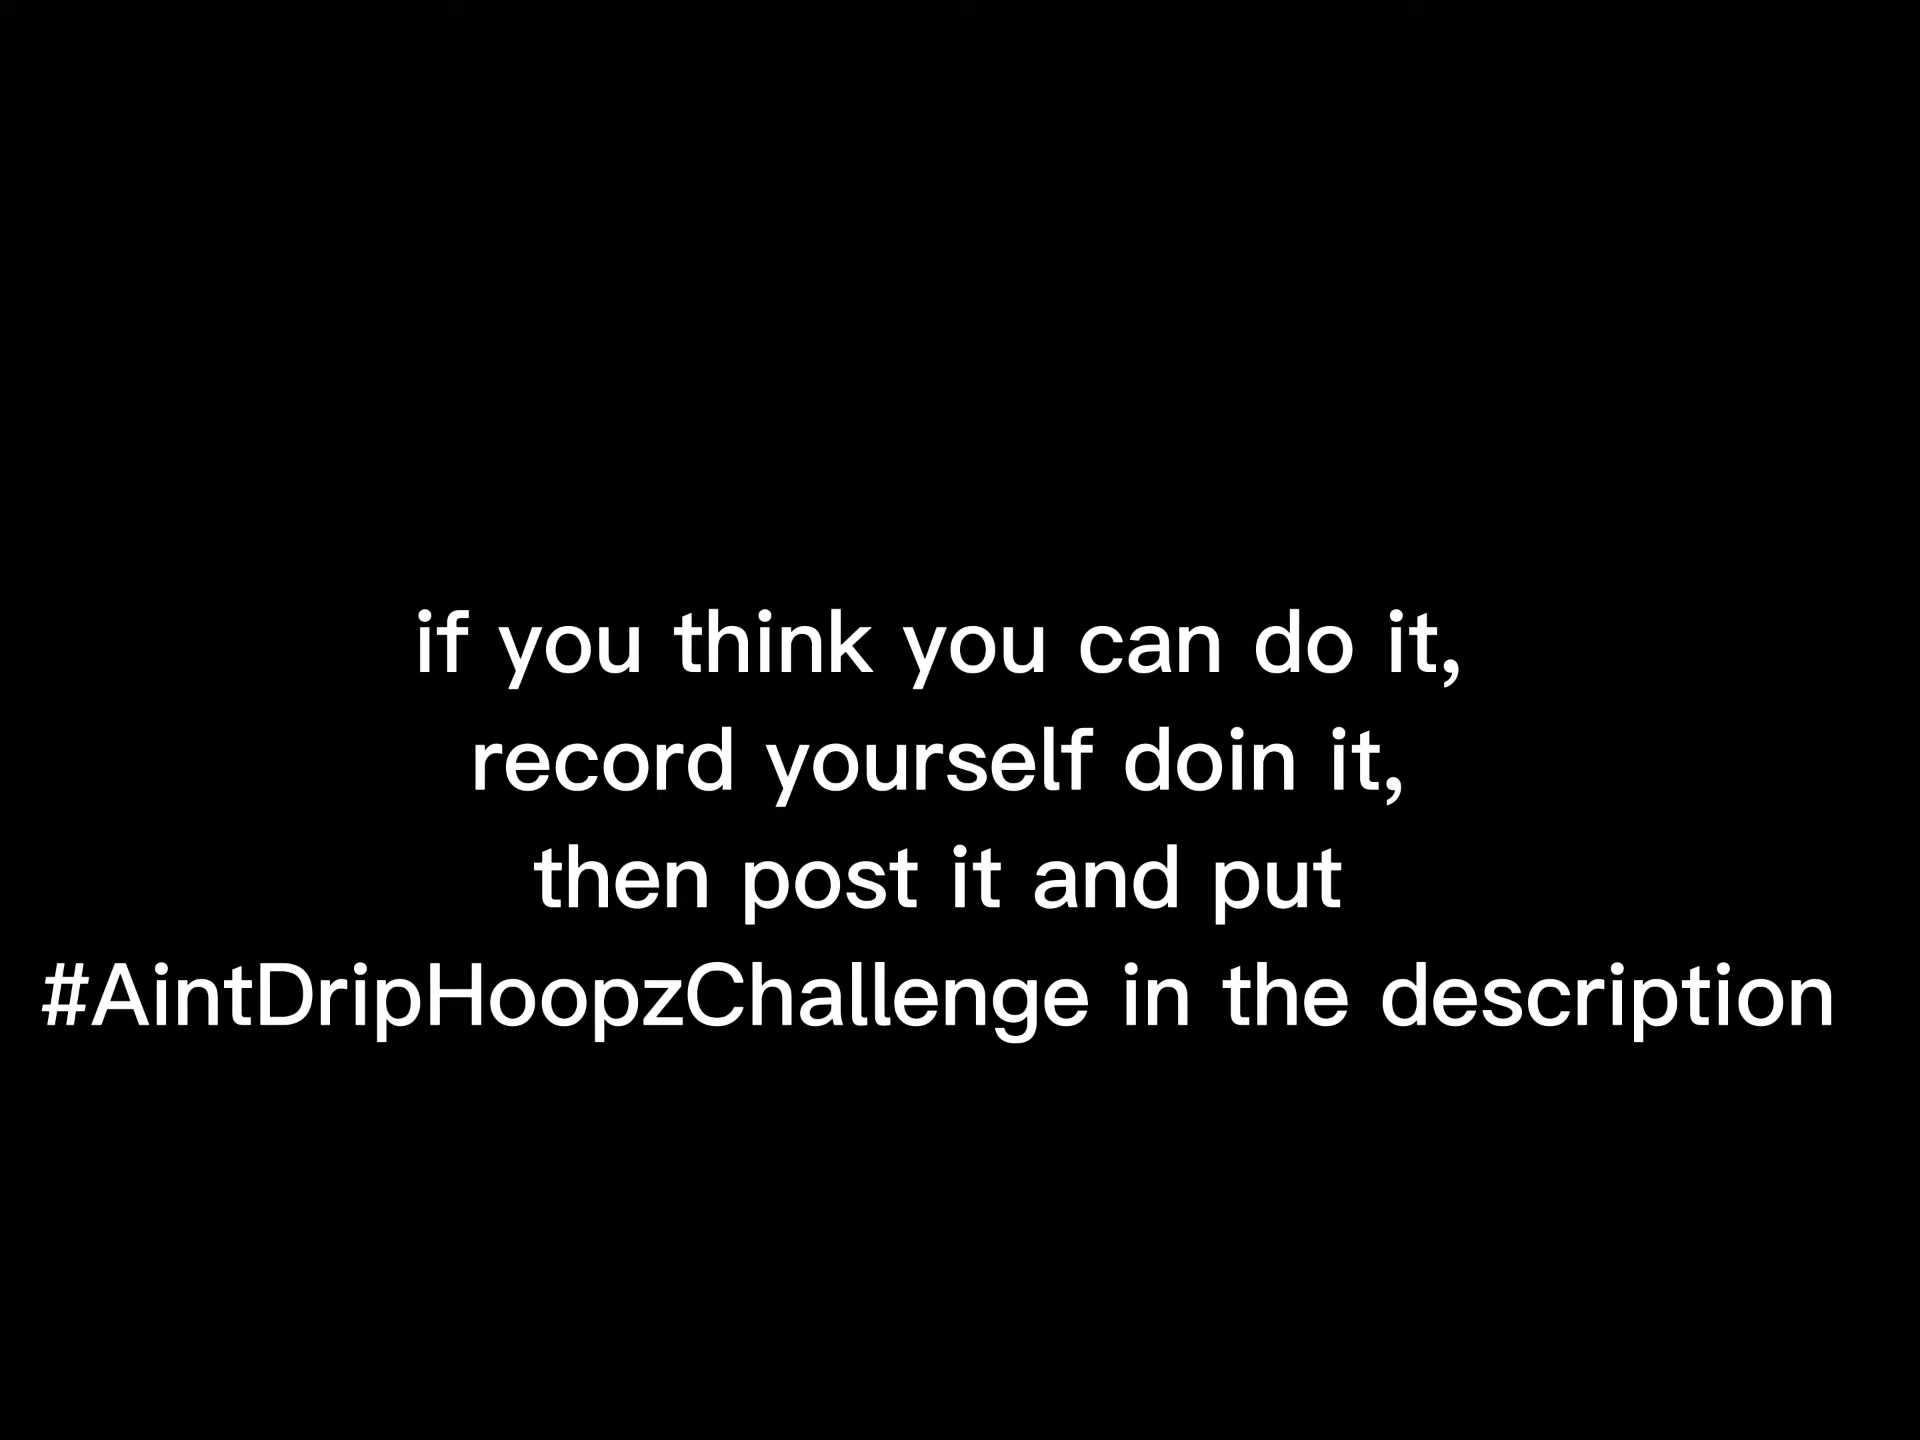 if you think you can do it,
record yourself doin it,
then post it and put
#AintDripHoopzChallenge in the description